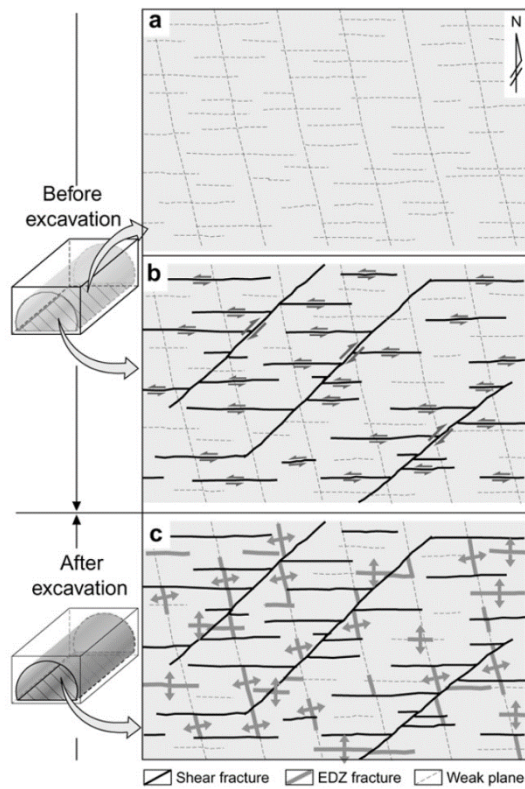 a
N
Before
excavation
b
c
After
excavation
Shear fracture
EDZ fracture
Weak plane